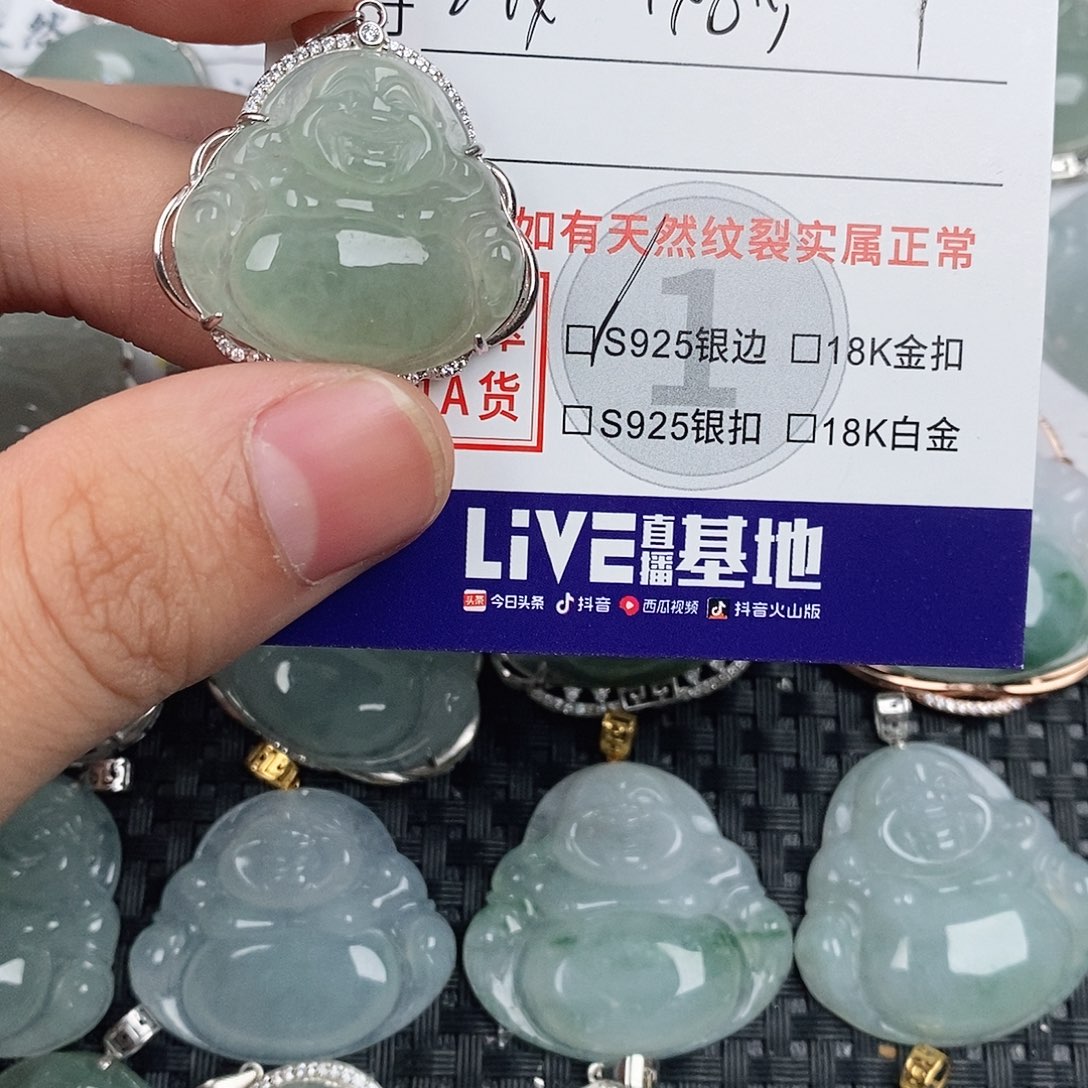 如有天然纹裂实属正常
□S925银边 □18K金扣
A货
□S925银扣 □18K白金
1
LiVE直播基地
头条 今日头条 抖音 西瓜视频 抖音火山版